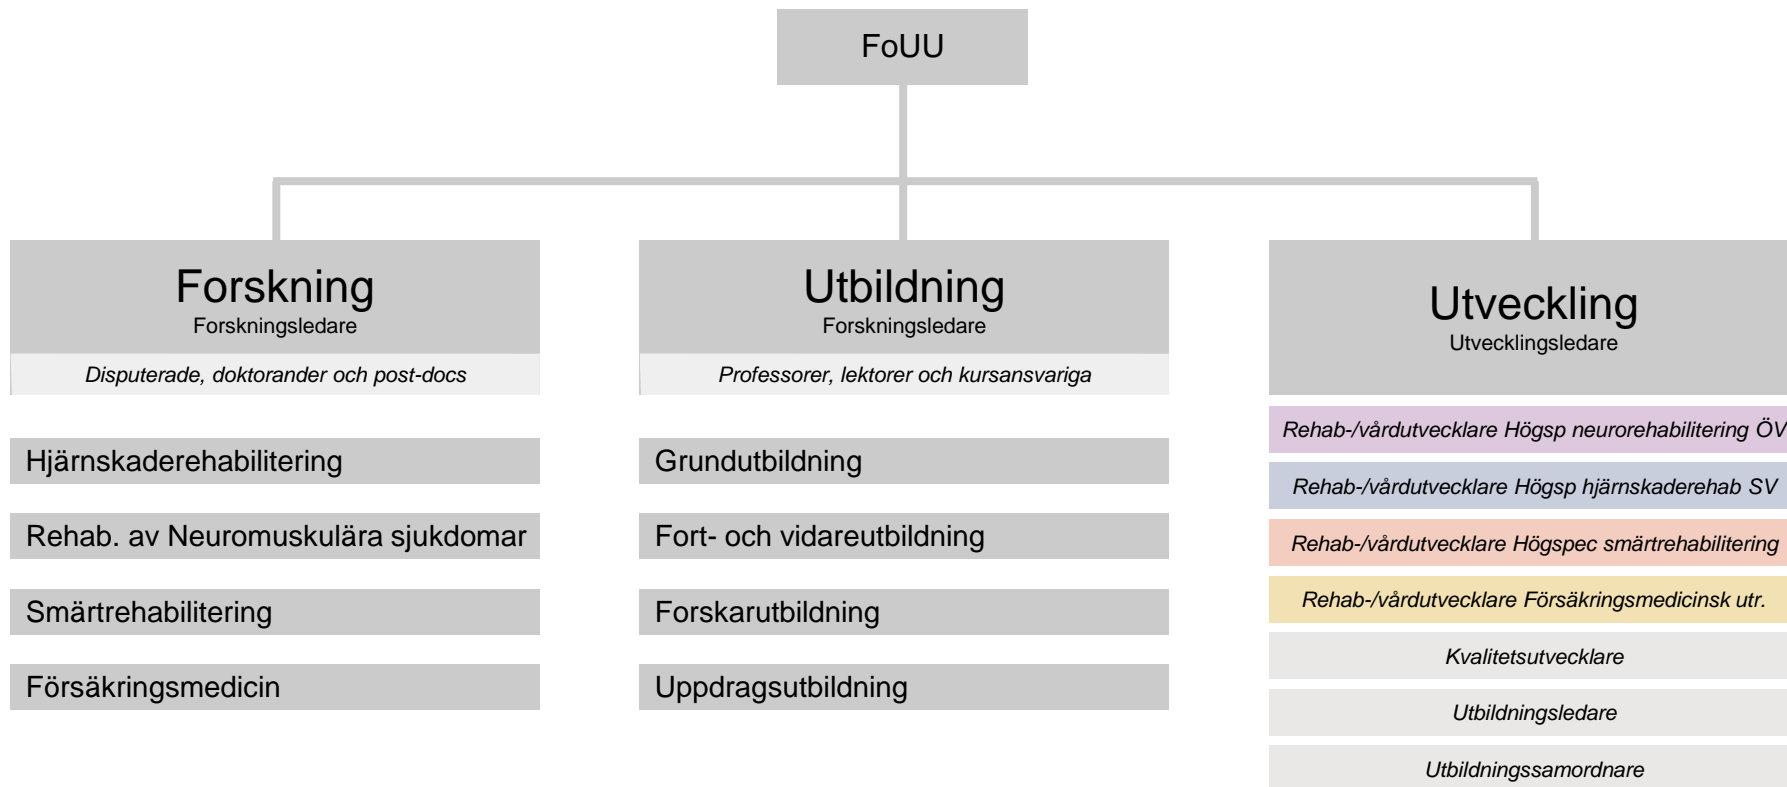 FoUU
Forskning
Forskningsledare
Disputerade, doktorander och post-docs
Hjärnskaderehabilitering
Rehab. av Neuromuskulära sjukdomar
Smärtrehabilitering
Försäkringsmedicin
Utbildning
Forskningsledare
Professorer, lektorer och kursansvariga
Grundutbildning
Fort- och vidareutbildning
Forskarutbildning
Uppdragsutbildning
Utveckling
Utvecklingsledare
Rehab-/vårdutvecklare Högsp neurorehabilitering ÖV
Rehab-/vårdutvecklare Högsp hjärnskaderehab SV
Rehab-/vårdutvecklare Högspec smärtrehabilitering
Rehab-/vårdutvecklare Försäkringsmedicinsk utr.
Kvalitetsutvecklare
Utbildningsledare
Utbildningssamordnare